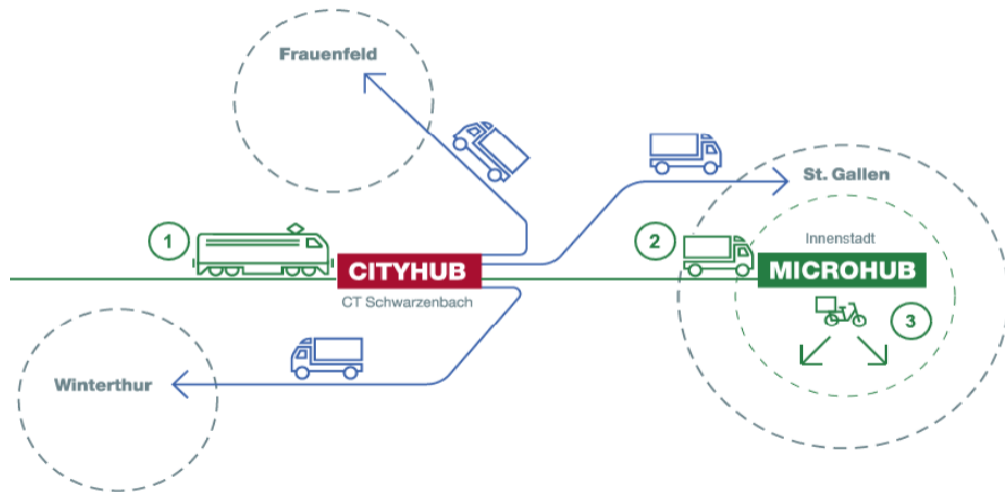 Frauenfeld
St. Gallen
1
2
Innenstadt
CITYHUB
MICROHUB
CT Schwarzenbach
3
Winterthur